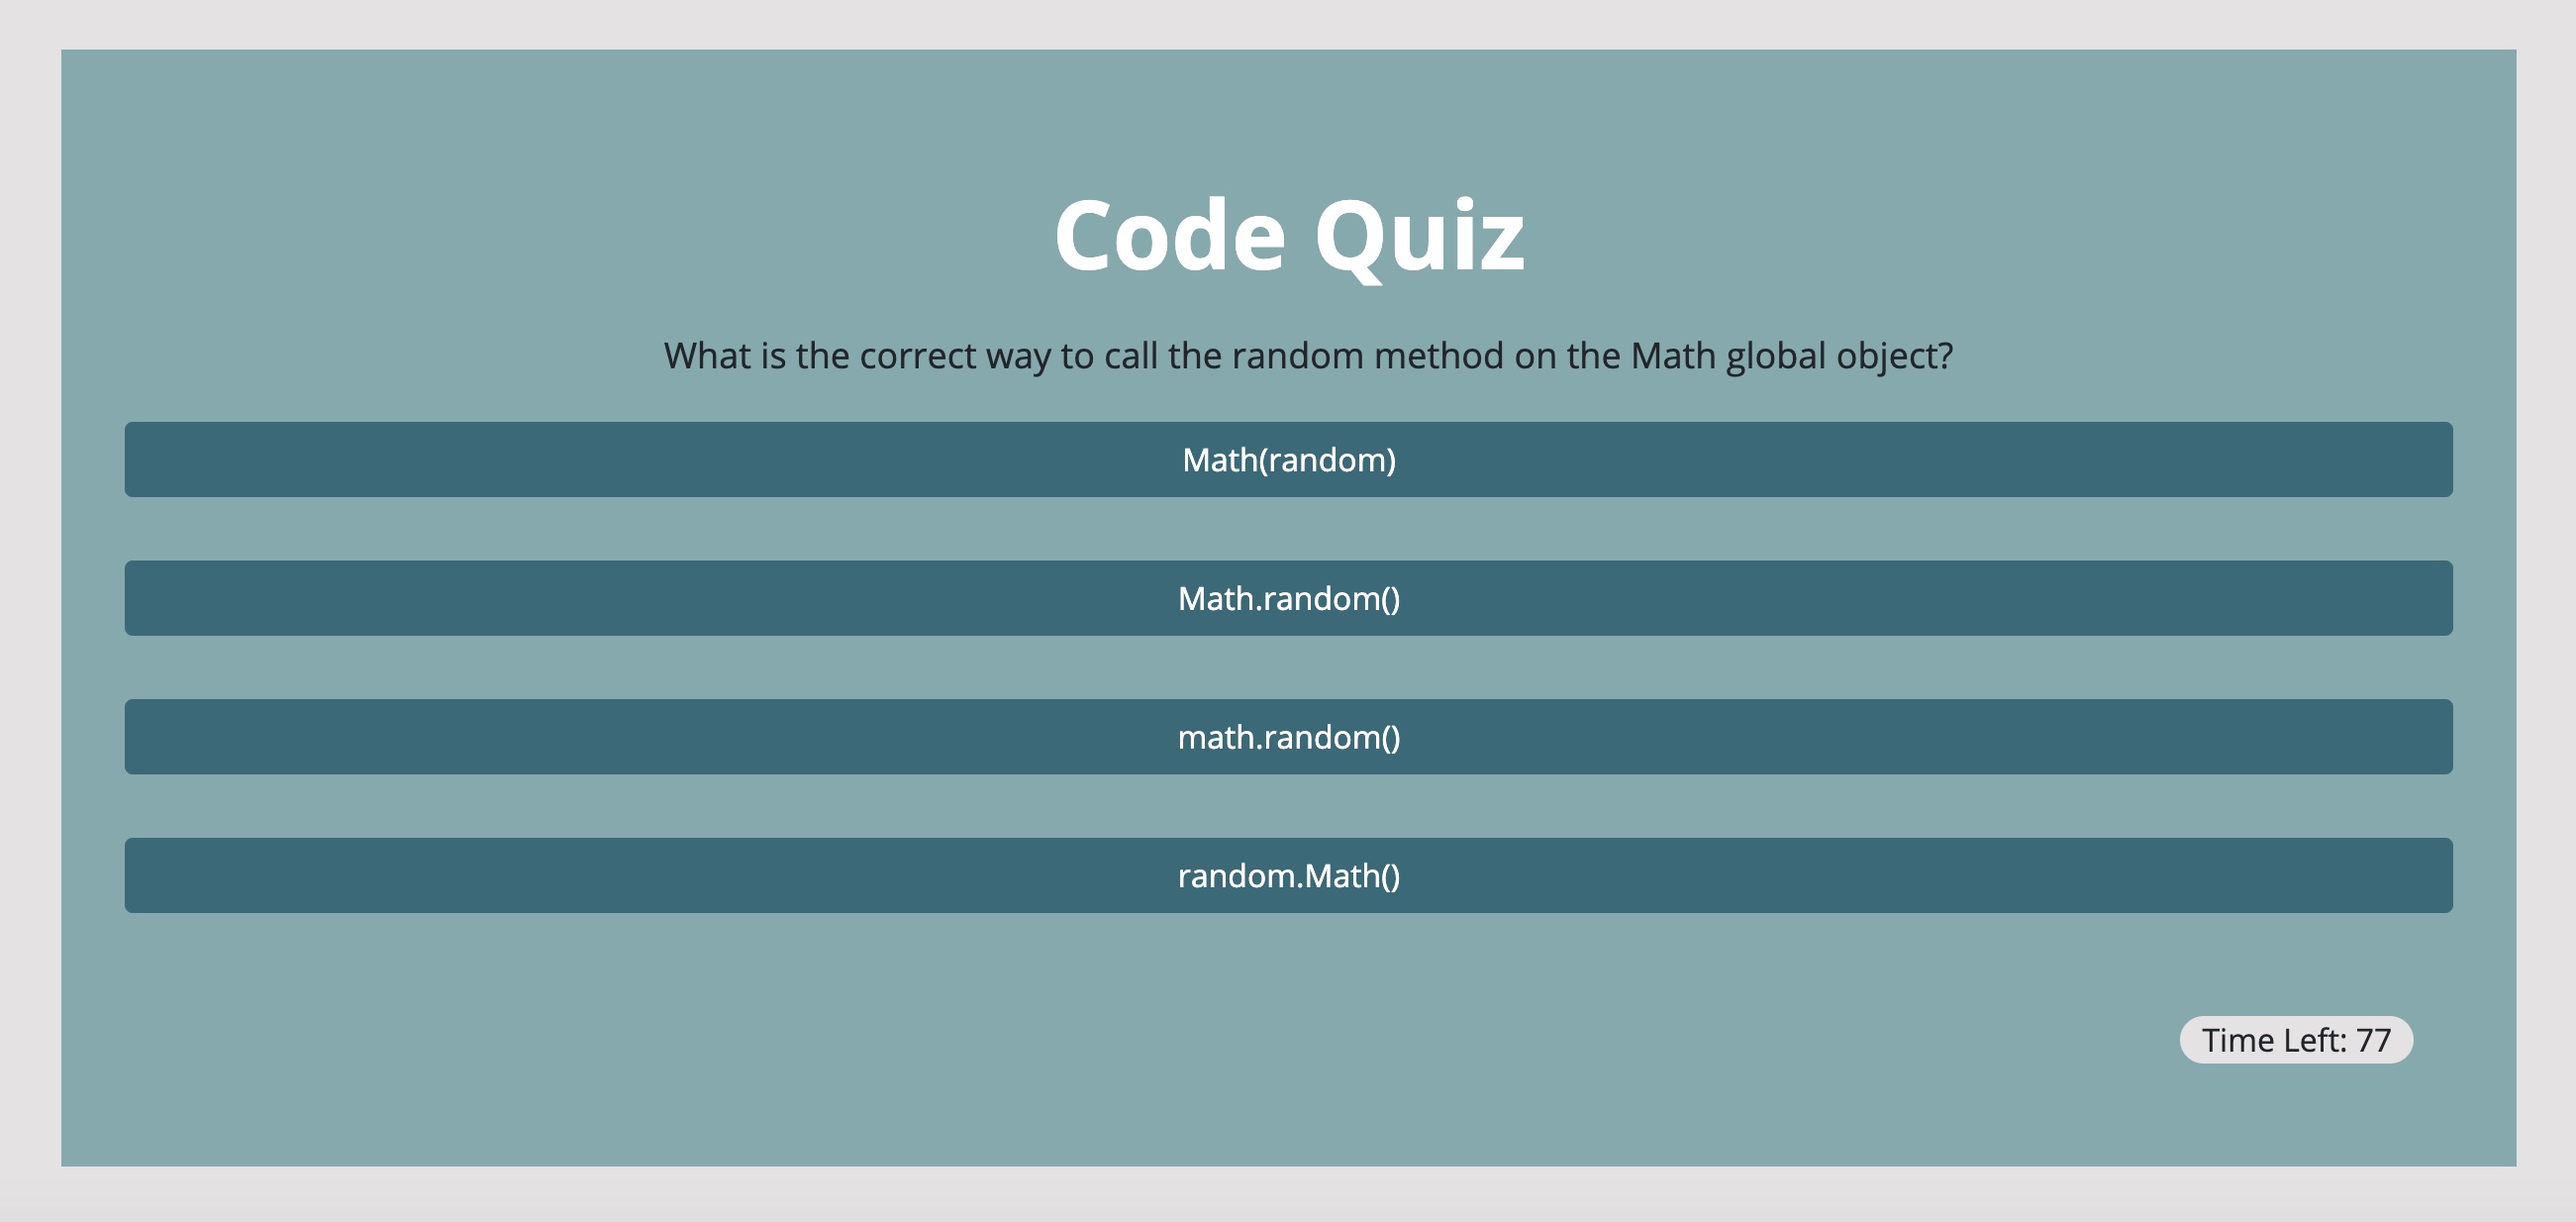 Code Quiz
What is the correct way to call the random method on the Math global object?
Math(random)
Math.random()
math.random()
random.Math()
Time Left: 77